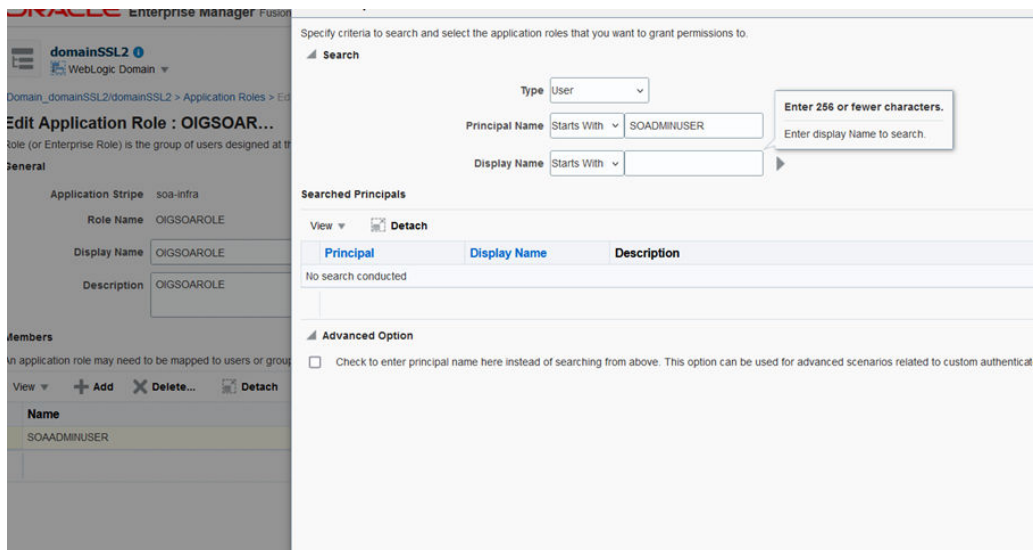 ORACLE Enterprise Manager Fusion
domainSSL2
WebLogic Domain
Domain_domainSSL2/domainSSL2 > Application Roles > Ed
Edit Application Role : OIGSOAR...
Role (or Enterprise Role) is the group of users designed at th
General
Application Stripe soa-infra
Role Name OIGSOAROLE
Display Name OIGSOAROLE
Description OIGSOAROLE
Members
An application role may need to be mapped to users or group
View Add Delete... Detach
Name
SOAADMINUSER
Specify criteria to search and select the application roles that you want to grant permissions to.
Search
Type User
Principal Name Starts With SOADMINUSER
Display Name Starts With
Enter 256 or fewer characters.
Enter display Name to search.
Searched Principals
View Detach
Principal Display Name Description
No search conducted
Advanced Option
Check to enter principal name here instead of searching from above. This option can be used for advanced scenarios related to custom authenticat